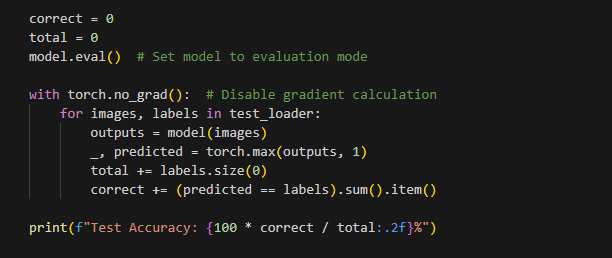 correct = 0
total = 0
model.eval()  # Set model to evaluation mode

with torch.no_grad():  # Disable gradient calculation
    for images, labels in test_loader:
        outputs = model(images)
        _, predicted = torch.max(outputs, 1)
        total += labels.size(0)
        correct += (predicted == labels).sum().item()

print(f"Test Accuracy: {100 * correct / total:.2f}%")